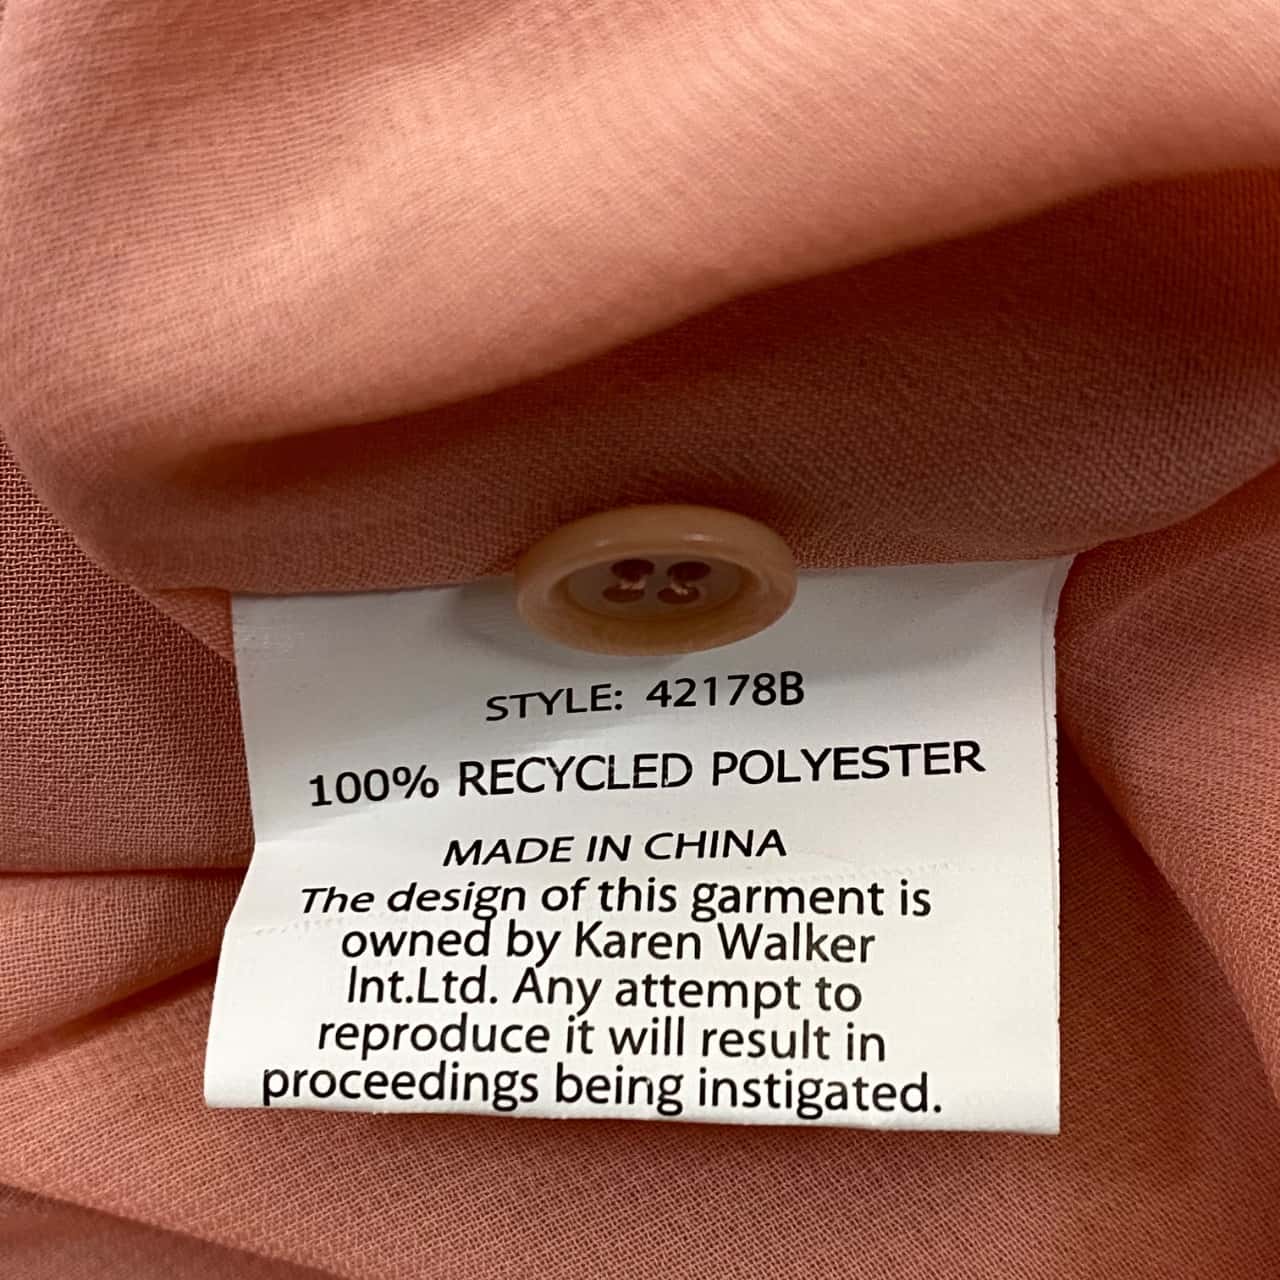 STYLE: 42178B
100% RECYCLED POLYESTER
MADE IN CHINA
The design of this garment is
owned by Karen Walker
Int.Ltd. Any attempt to
reproduce it will result in
proceedings being instigated.